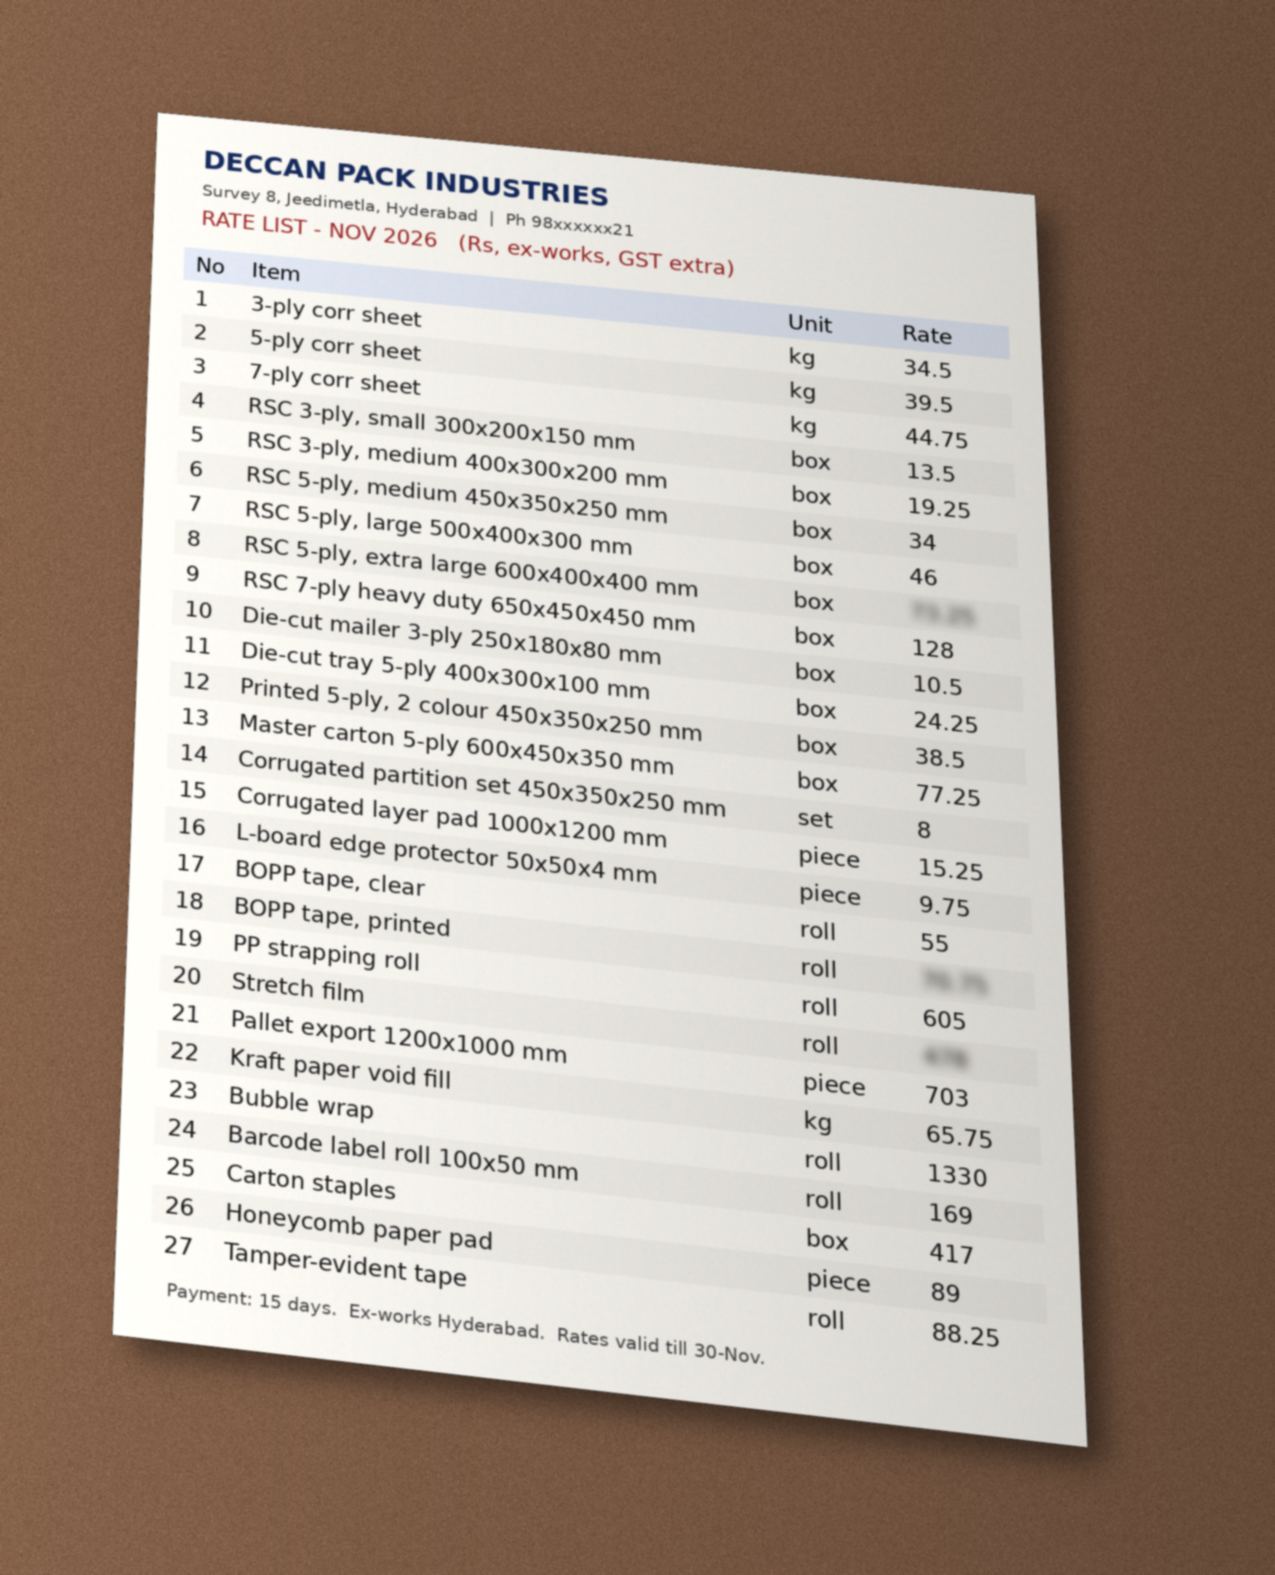 DECCAN PACK INDUSTRIES
Survey 8, Jeedimetla, Hyderabad | Ph 98xxxxxx21
RATE LIST - NOV 2026 (Rs, ex-works, GST extra)
No Item Unit Rate
1 3-ply corr sheet kg 34.5
2 5-ply corr sheet kg 39.5
3 7-ply corr sheet kg 44.75
4 RSC 3-ply, small 300x200x150 mm box 13.5
5 RSC 3-ply, medium 400x300x200 mm box 19.25
6 RSC 5-ply, medium 450x350x250 mm box 34
7 RSC 5-ply, large 500x400x300 mm box 46
8 RSC 5-ply, extra large 600x400x400 mm box
9 RSC 7-ply heavy duty 650x450x450 mm box 128
10 Die-cut mailer 3-ply 250x180x80 mm box 10.5
11 Die-cut tray 5-ply 400x300x100 mm box 24.25
12 Printed 5-ply, 2 colour 450x350x250 mm box 38.5
13 Master carton 5-ply 600x450x350 mm box 77.25
14 Corrugated partition set 450x350x250 mm set 8
15 Corrugated layer pad 1000x1200 mm piece 15.25
16 L-board edge protector 50x50x4 mm piece 9.75
17 BOPP tape, clear roll 55
18 BOPP tape, printed roll
19 PP strapping roll roll 605
20 Stretch film roll
21 Pallet export 1200x1000 mm piece 703
22 Kraft paper void fill kg 65.75
23 Bubble wrap roll 1330
24 Barcode label roll 100x50 mm roll 169
25 Carton staples box 417
26 Honeycomb paper pad piece 89
27 Tamper-evident tape roll 88.25
Payment: 15 days. Ex-works Hyderabad. Rates valid till 30-Nov.